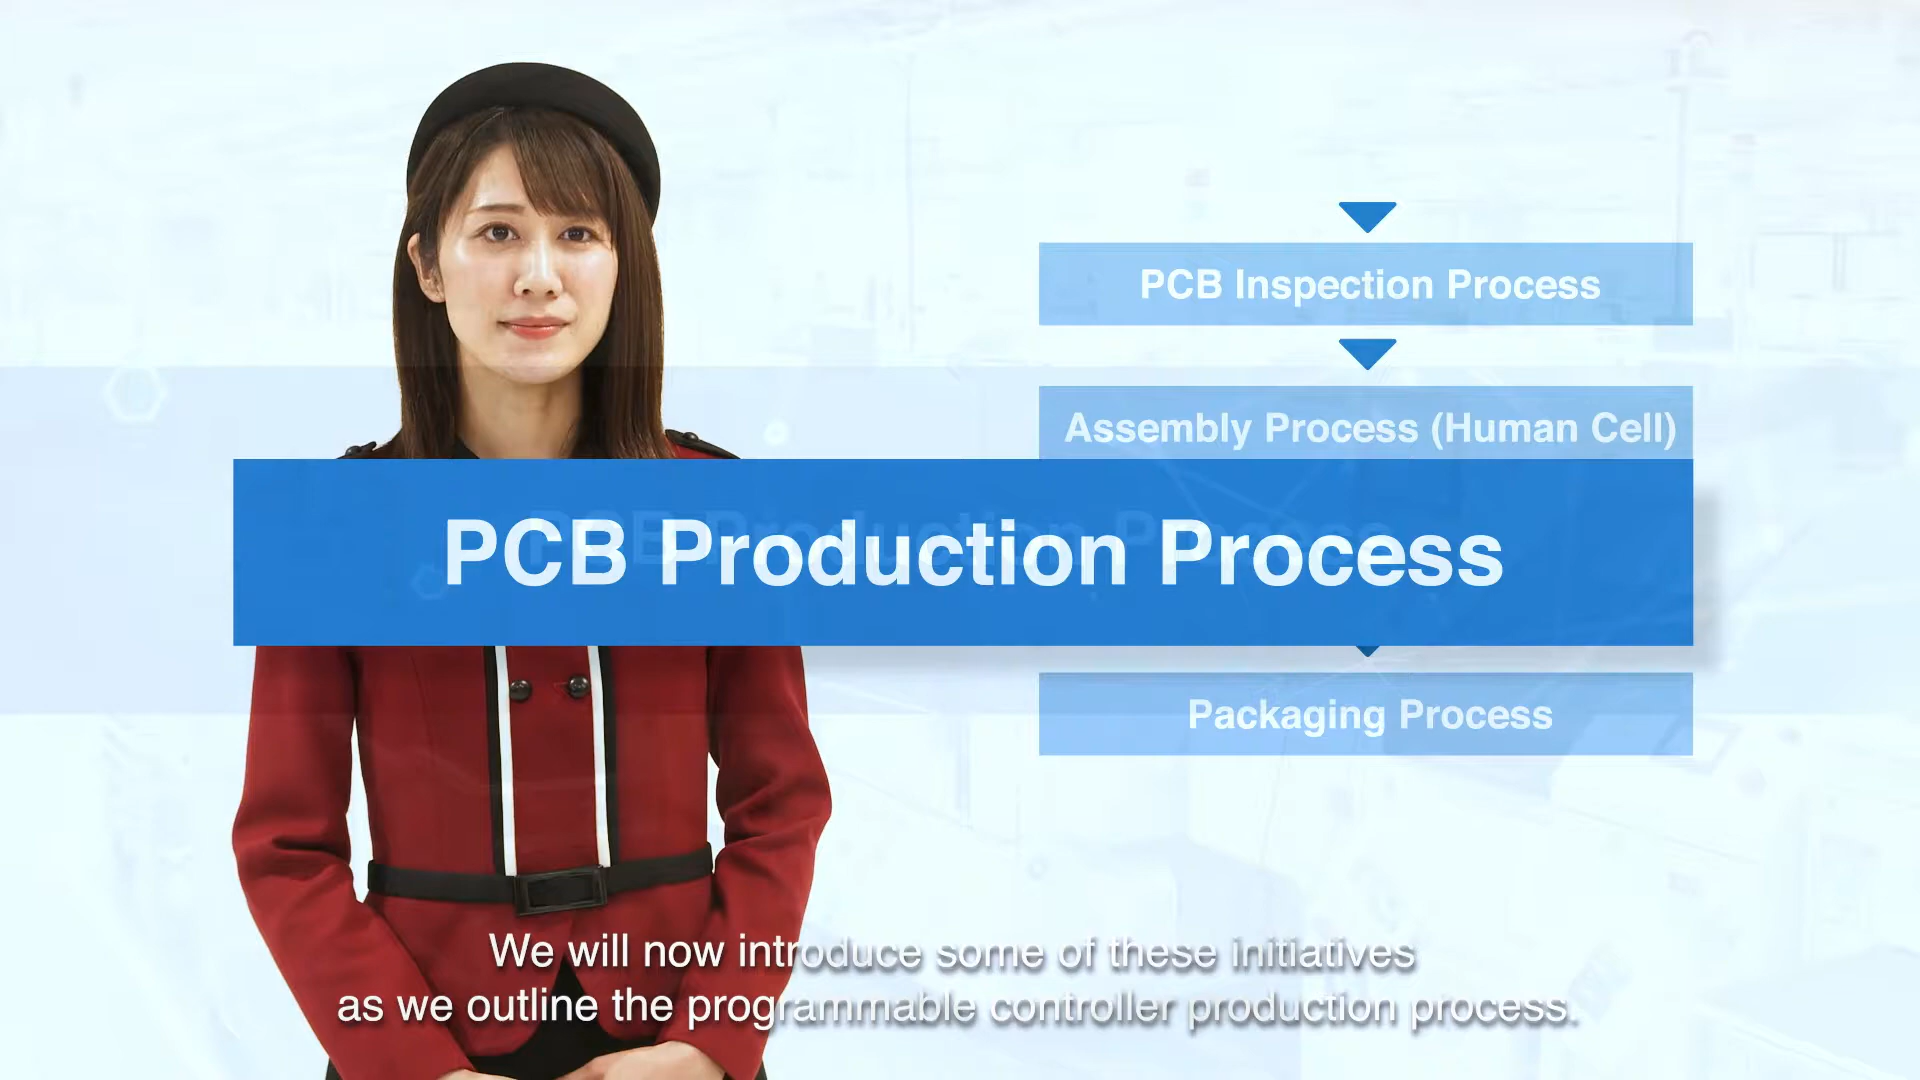 PCB Inspection Process
Assembly Process (Human Cell)
PCB Production Process
Packaging Process
We will now introduce some of these initiatives
as we outline the programmable controller production process.